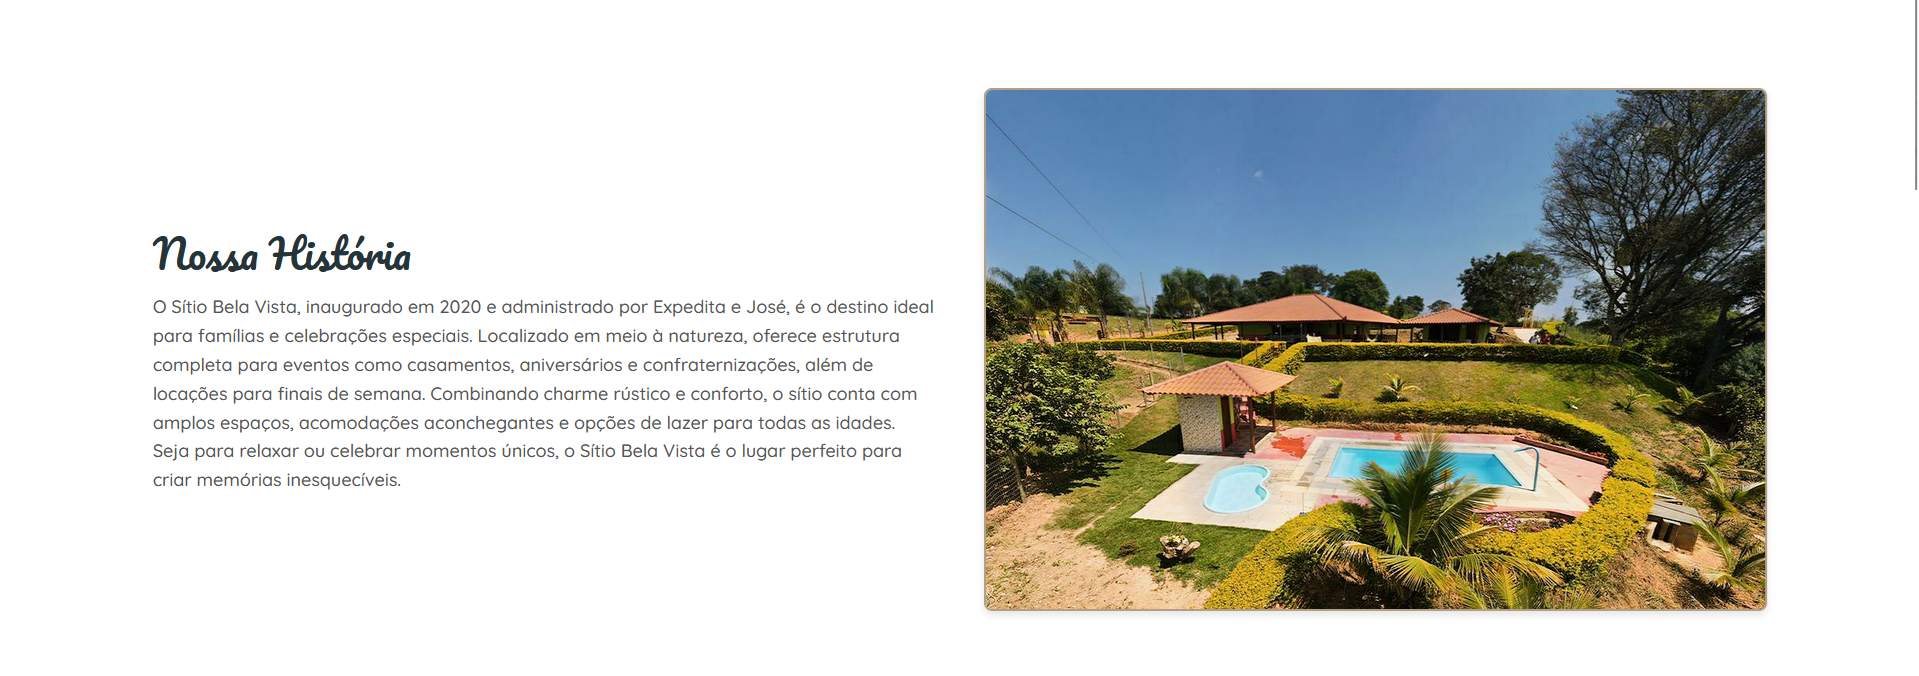 Nossa História
O Sítio Bela Vista, inaugurado em 2020 e administrado por Expedita e José, é o destino ideal
para famílias e celebrações especiais. Localizado em meio à natureza, oferece estrutura
completa para eventos como casamentos, aniversários e confraternizações, além de
locações para finais de semana. Combinando charme rústico e conforto, o sítio conta com
amplos espaços, acomodações aconchegantes e opções de lazer para todas as idades.
Seja para relaxar ou celebrar momentos únicos, o Sítio Bela Vista é o lugar perfeito para
criar memórias inesquecíveis.